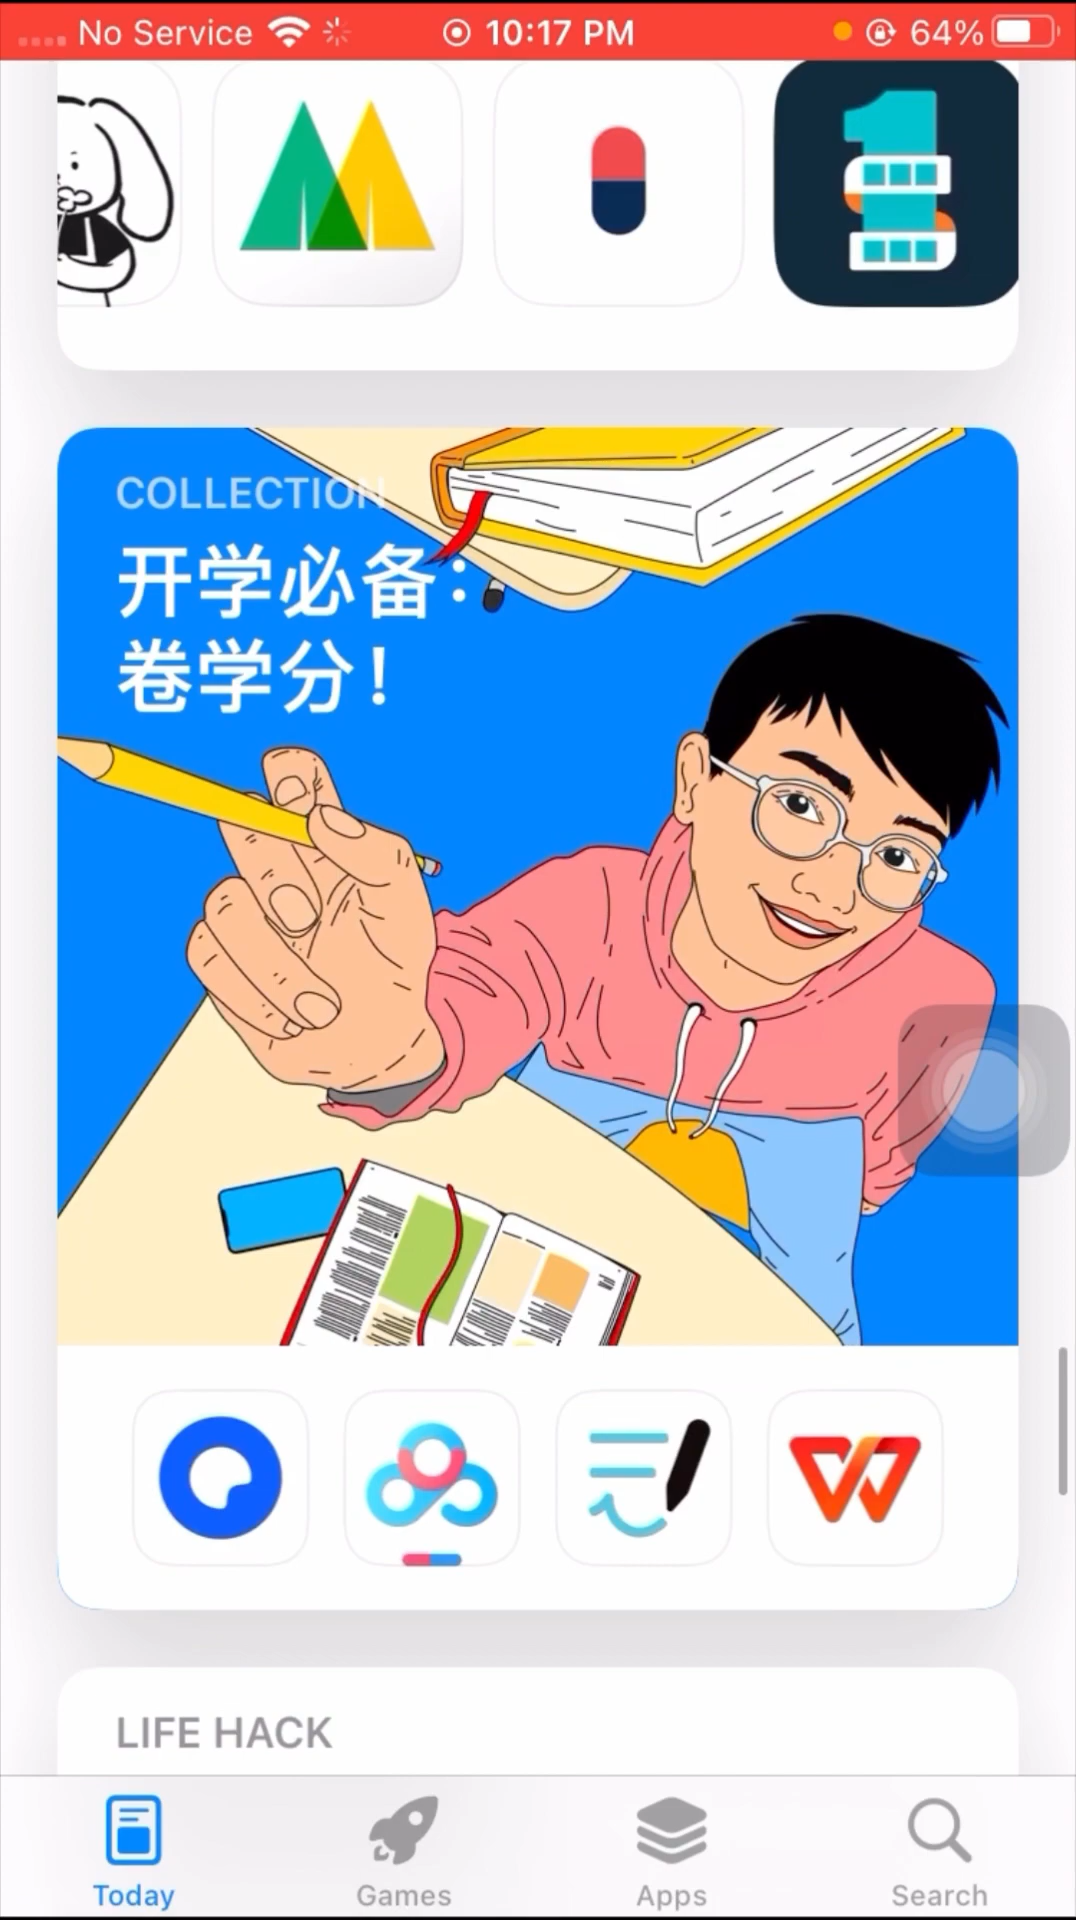 No Service
10:17 PM
64%
COLLECTION
开学必备：
卷学分！
LIFE HACK
Today
Games
Apps
Search